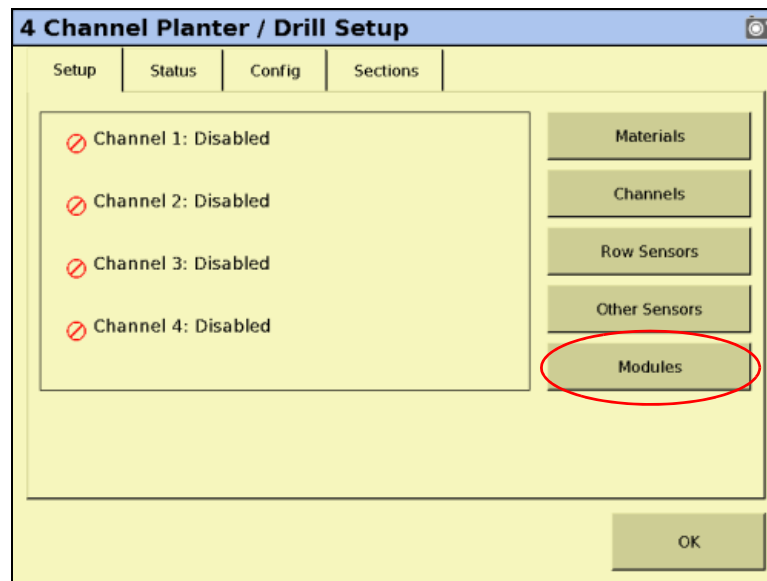 4 Channel Planter / Drill Setup
Setup Status Config Sections
Channel 1: Disabled
Channel 2: Disabled
Channel 3: Disabled
Channel 4: Disabled
Materials
Channels
Row Sensors
Other Sensors
Modules
OK